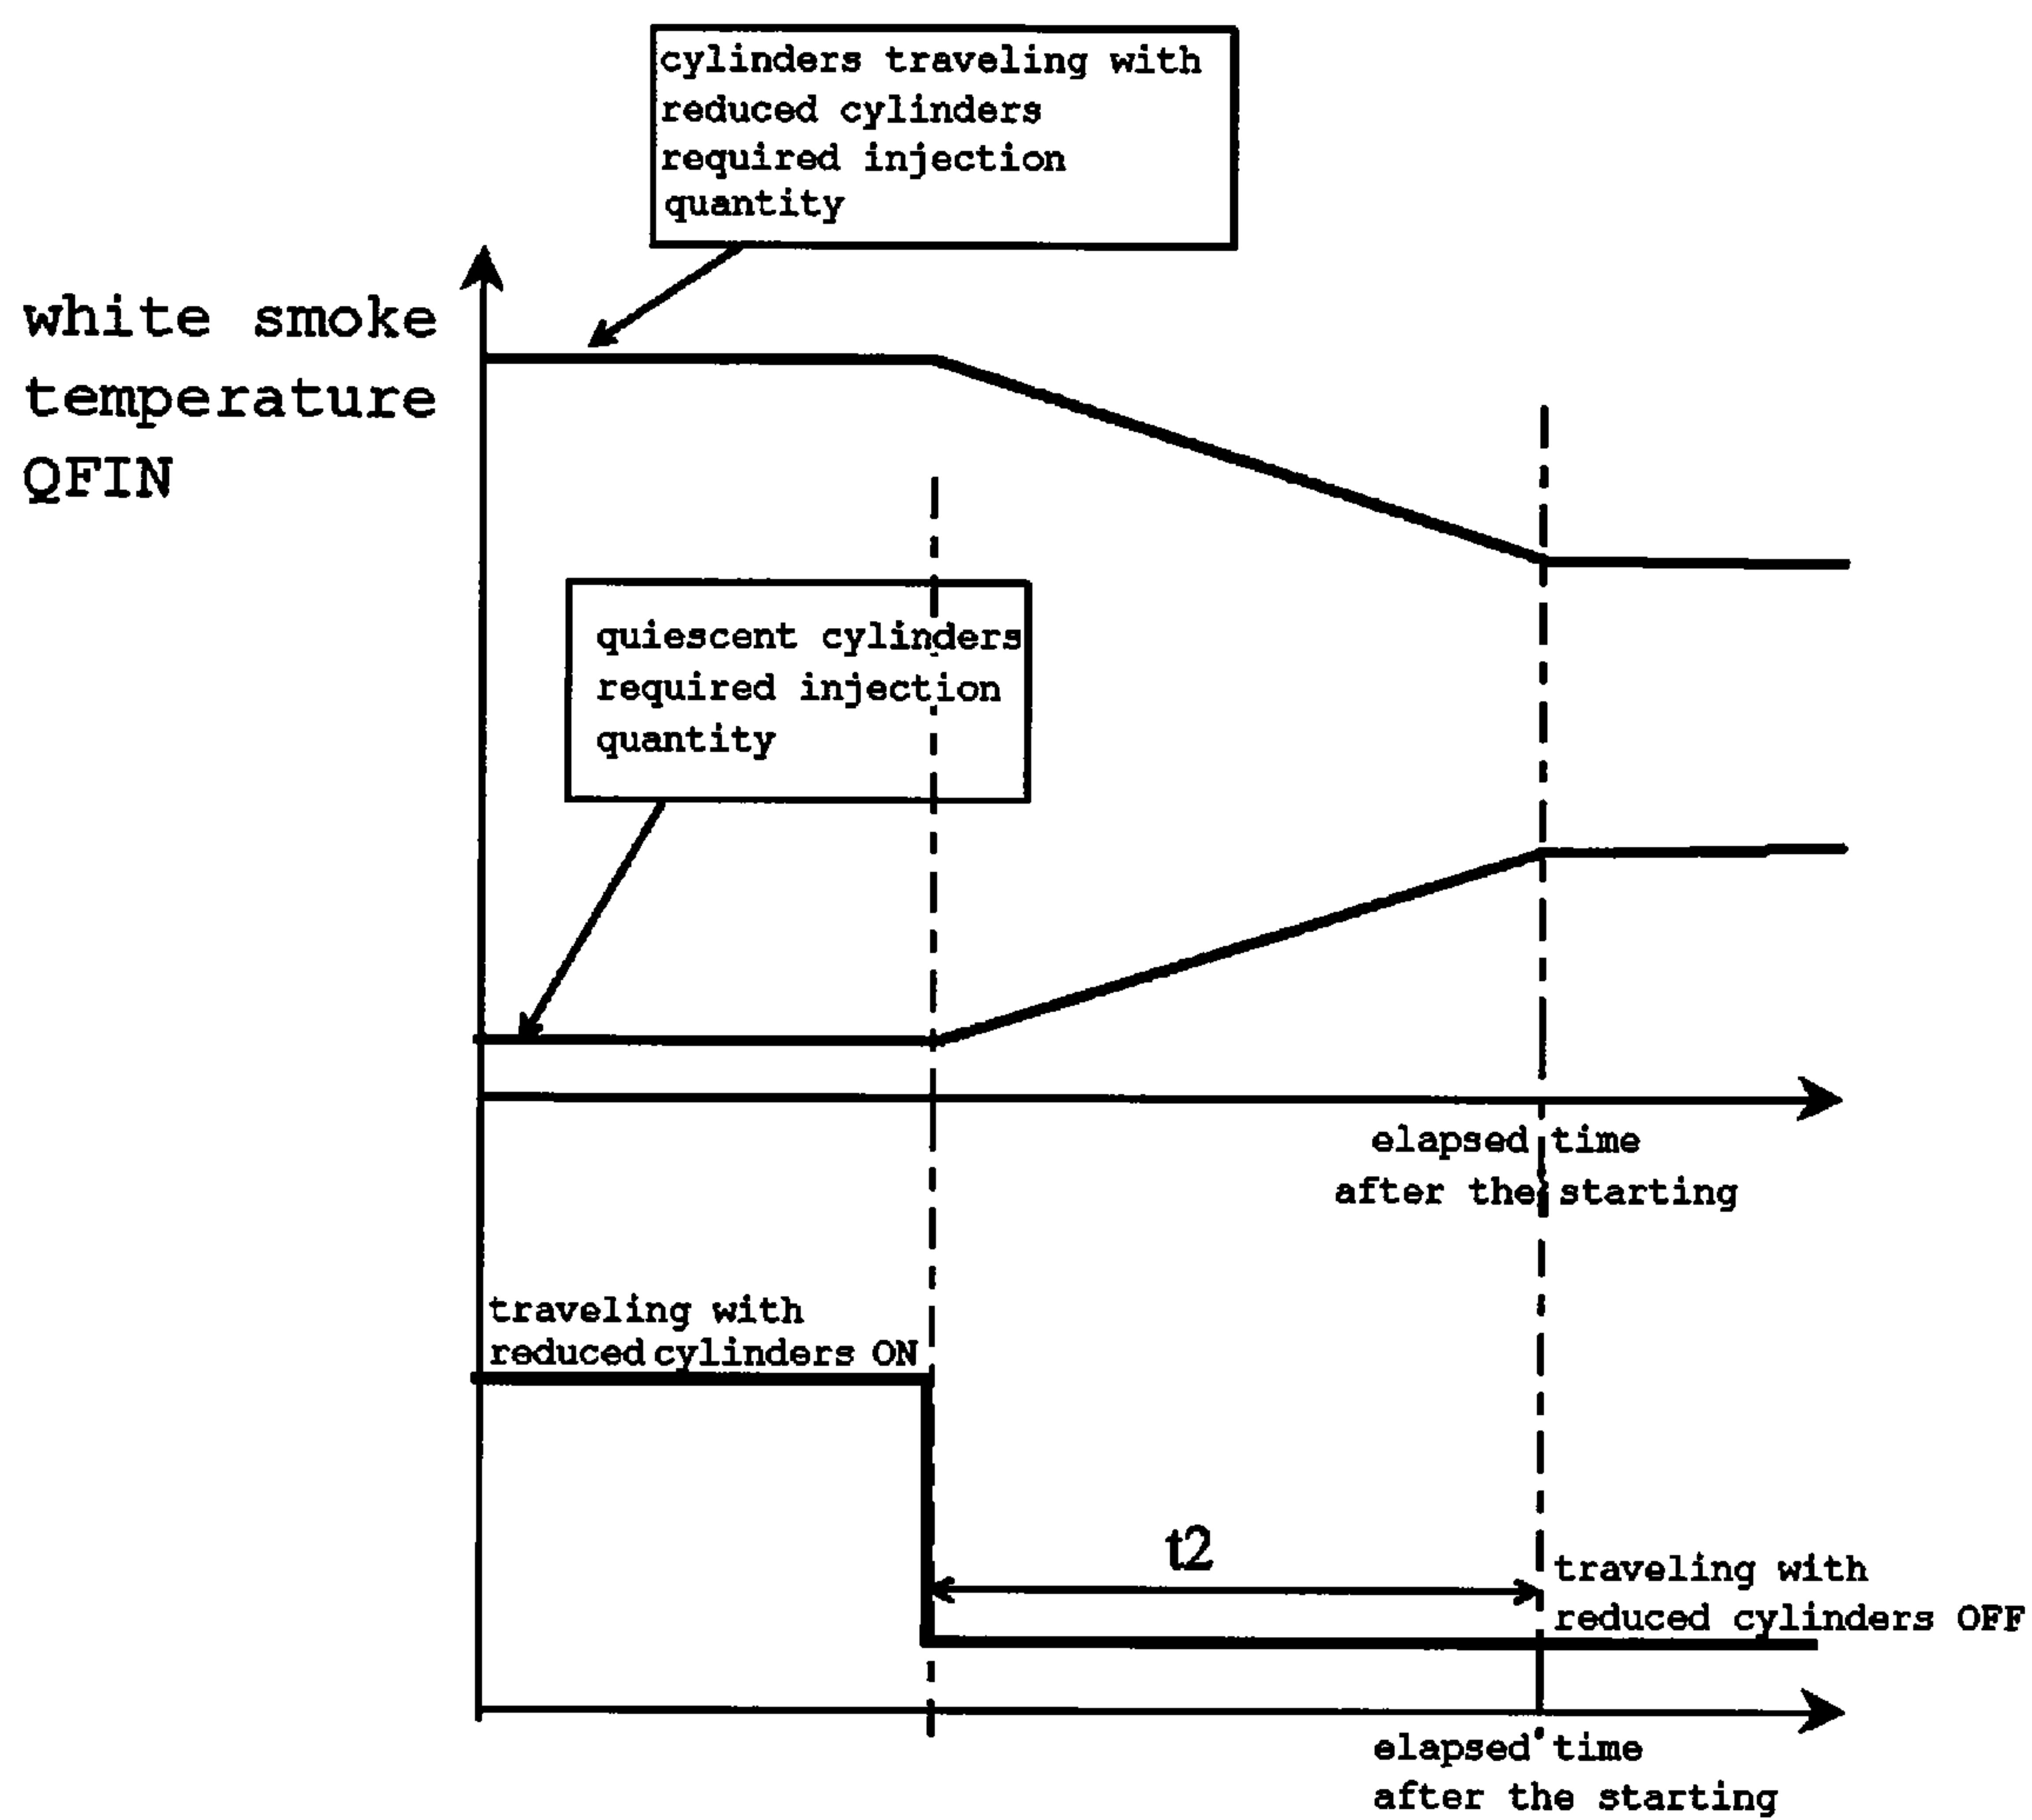 cylinders traveling with
reduced cylinders
required injection
quantity
white smoke
temperature
QFIN
quiescent cylinders
required injection
quantity
elapsed time
after the starting
traveling with
reduced cylinders ON
t2
traveling with
reduced cylinders OFF
elapsed time
after the starting